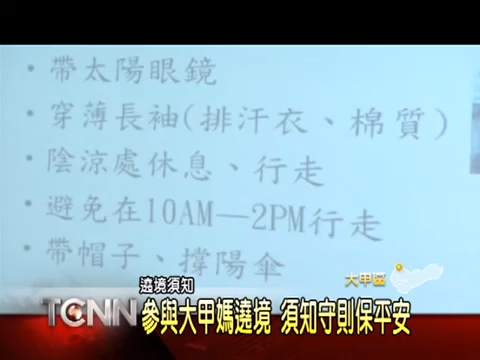 ・帶太陽眼鏡
・穿薄長袖(排汗衣、棉質)
・陰涼處休息、行走
・避免在10AM—2PM行走
・帶帽子、撐陽傘
遶境須知
大甲區
TCNN
參與大甲媽遶境 須知守則保平安